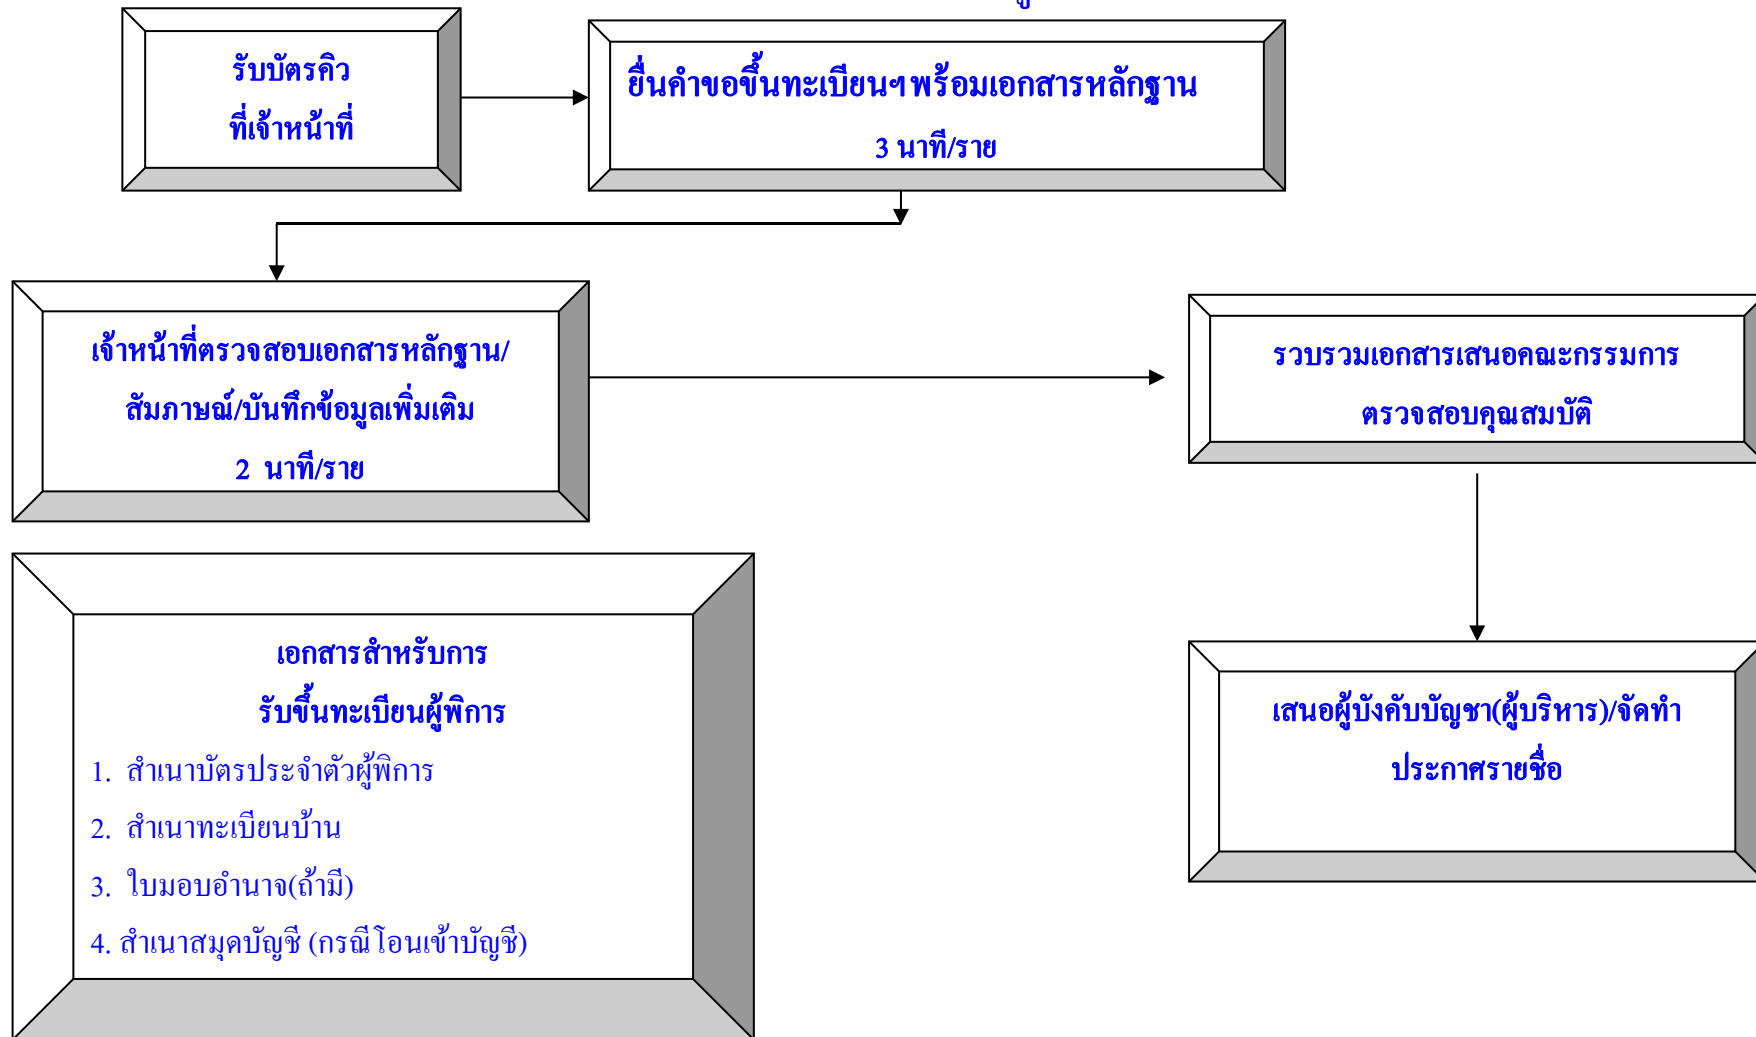 รับบัตรคิว
ที่เจ้าหน้าที่
ยื่นคำขอขึ้นทะเบียนฯพร้อมเอกสารหลักฐาน
3 นาที/ราย
เจ้าหน้าที่ตรวจสอบเอกสารหลักฐาน/
สัมภาษณ์/บันทึกข้อมูลเพิ่มเติม
2 นาที/ราย
รวบรวมเอกสารเสนอคณะกรรมการ
ตรวจสอบคุณสมบัติ
เสนอผู้บังคับบัญชา(ผู้บริหาร)/จัดทำ
ประกาศรายชื่อ
เอกสารสำหรับการ
รับขึ้นทะเบียนผู้พิการ
1. สำเนาบัตรประจำตัวผู้พิการ
2. สำเนาทะเบียนบ้าน
3. ใบมอบอำนาจ(ถ้ามี)
4. สำเนาสมุดบัญชี (กรณีโอนเข้าบัญชี)